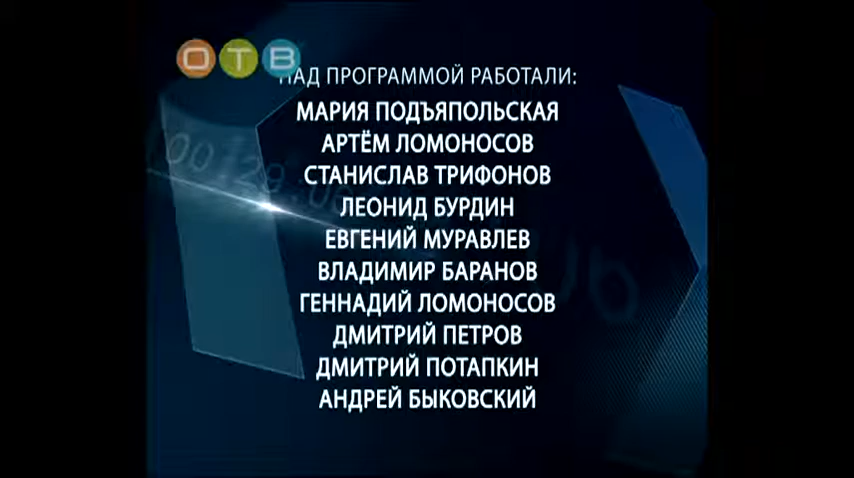 ОТВ
НАД ПРОГРАММОЙ РАБОТАЛИ:
МАРИЯ ПОДЪЯПОЛЬСКАЯ
АРТЁМ ЛОМОНОСОВ
СТАНИСЛАВ ТРИФОНОВ
ЛЕОНИД БУРДИН
ЕВГЕНИЙ МУРАВЛЕВ
ВЛАДИМИР БАРАНОВ
ГЕННАДИЙ ЛОМОНОСОВ
ДМИТРИЙ ПЕТРОВ
ДМИТРИЙ ПОТАПКИН
АНДРЕЙ БЫКОВСКИЙ